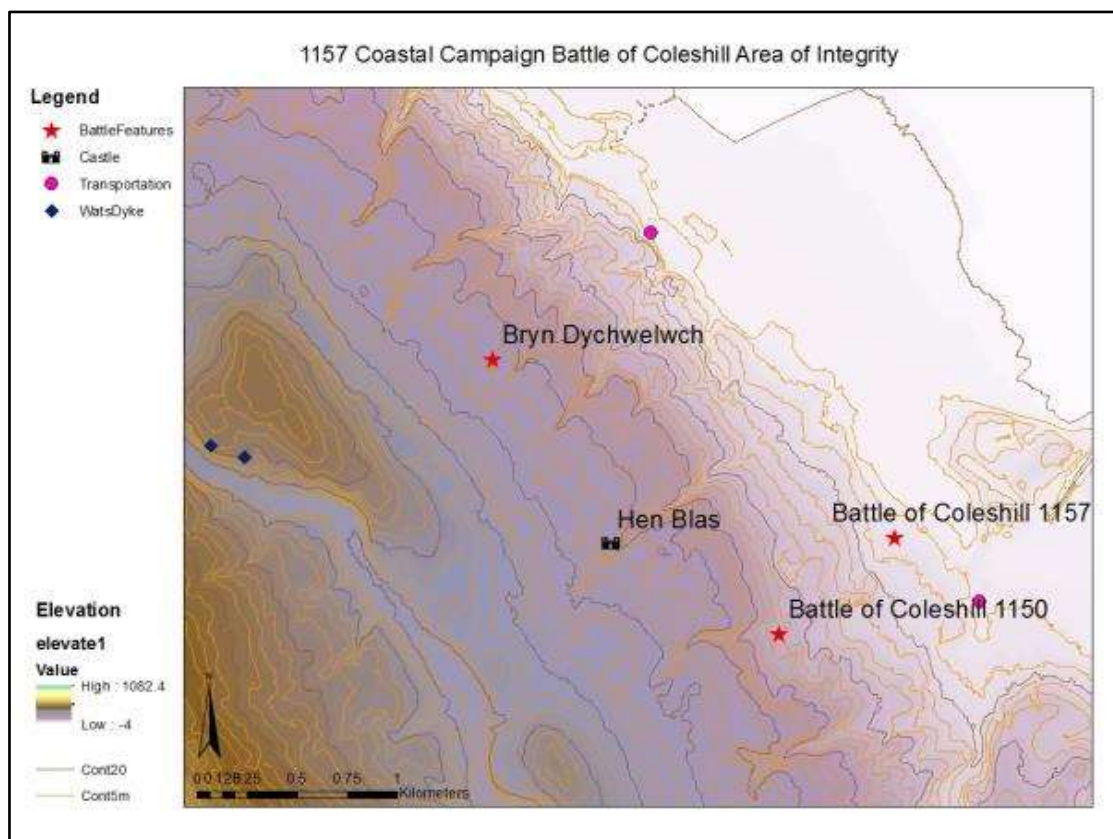 1157 Coastal Campaign Battle of Coleshill Area of Integrity
Legend
BattleFeatures
Castle
Transportation
WatsDyke
Bryn Dychwelwch
Hen Blas
Battle of Coleshill 1157
Battle of Coleshill 1150
Elevation
elevate1
Value
High : 1082.4
Low : -4
Cont20
Cont5m
0.5 0.75 1
Kilometers